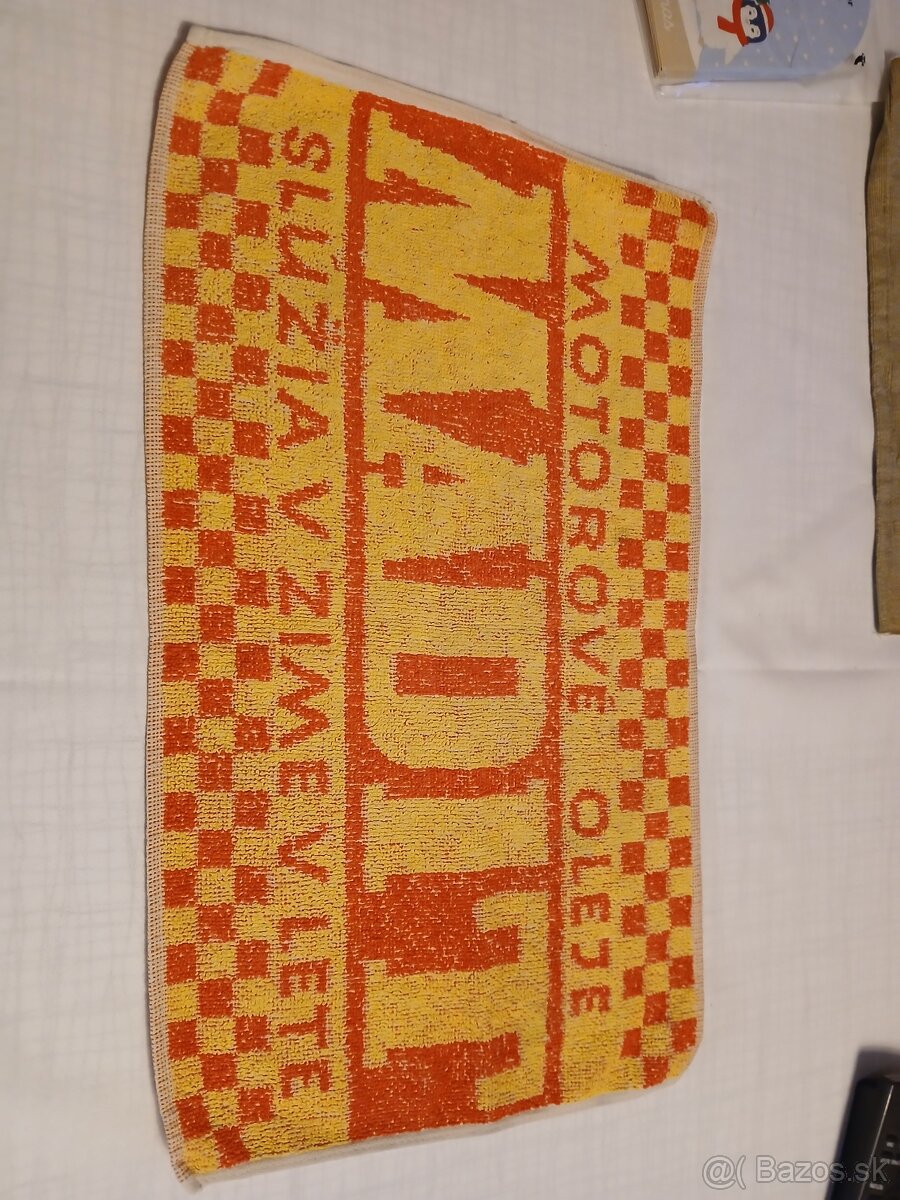 MOTOROVÉ OLEJE
MADIT
SLÚŽIA V ZIME V LETE
@( Bazos.sk